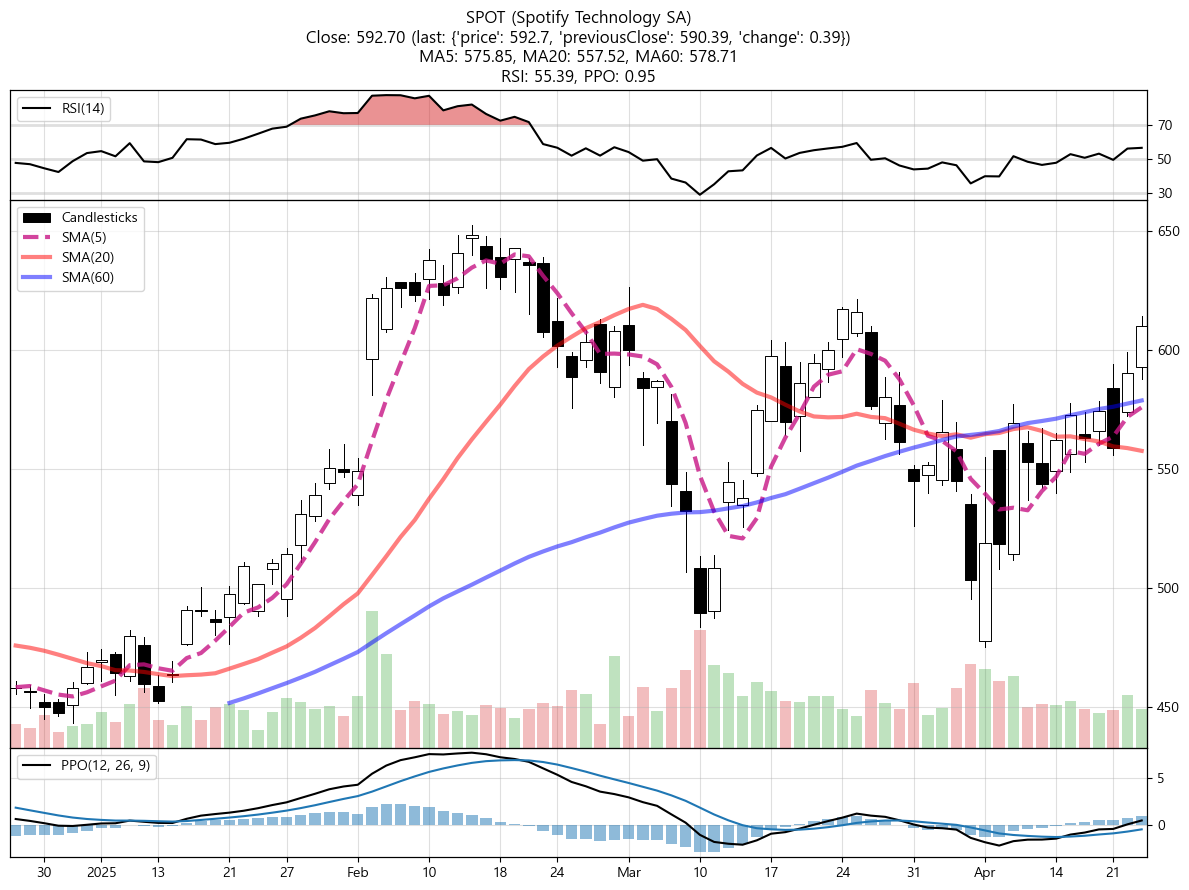 SPOT (Spotify Technology SA)
Close: 592.70 (last: {'price': 592.7, 'previousClose': 590.39, 'change': 0.39})
MA5: 575.85, MA20: 557.52, MA60: 578.71
RSI: 55.39, PPO: 0.95
RSI(14)
70
50
30
Candlesticks
SMA(5)
SMA(20)
SMA(60)
650
600
550
500
450
PPO(12, 26, 9)
5
0
30 2025 13 21 27 Feb 10 18 24 Mar 10 17 24 31 Apr 14 21